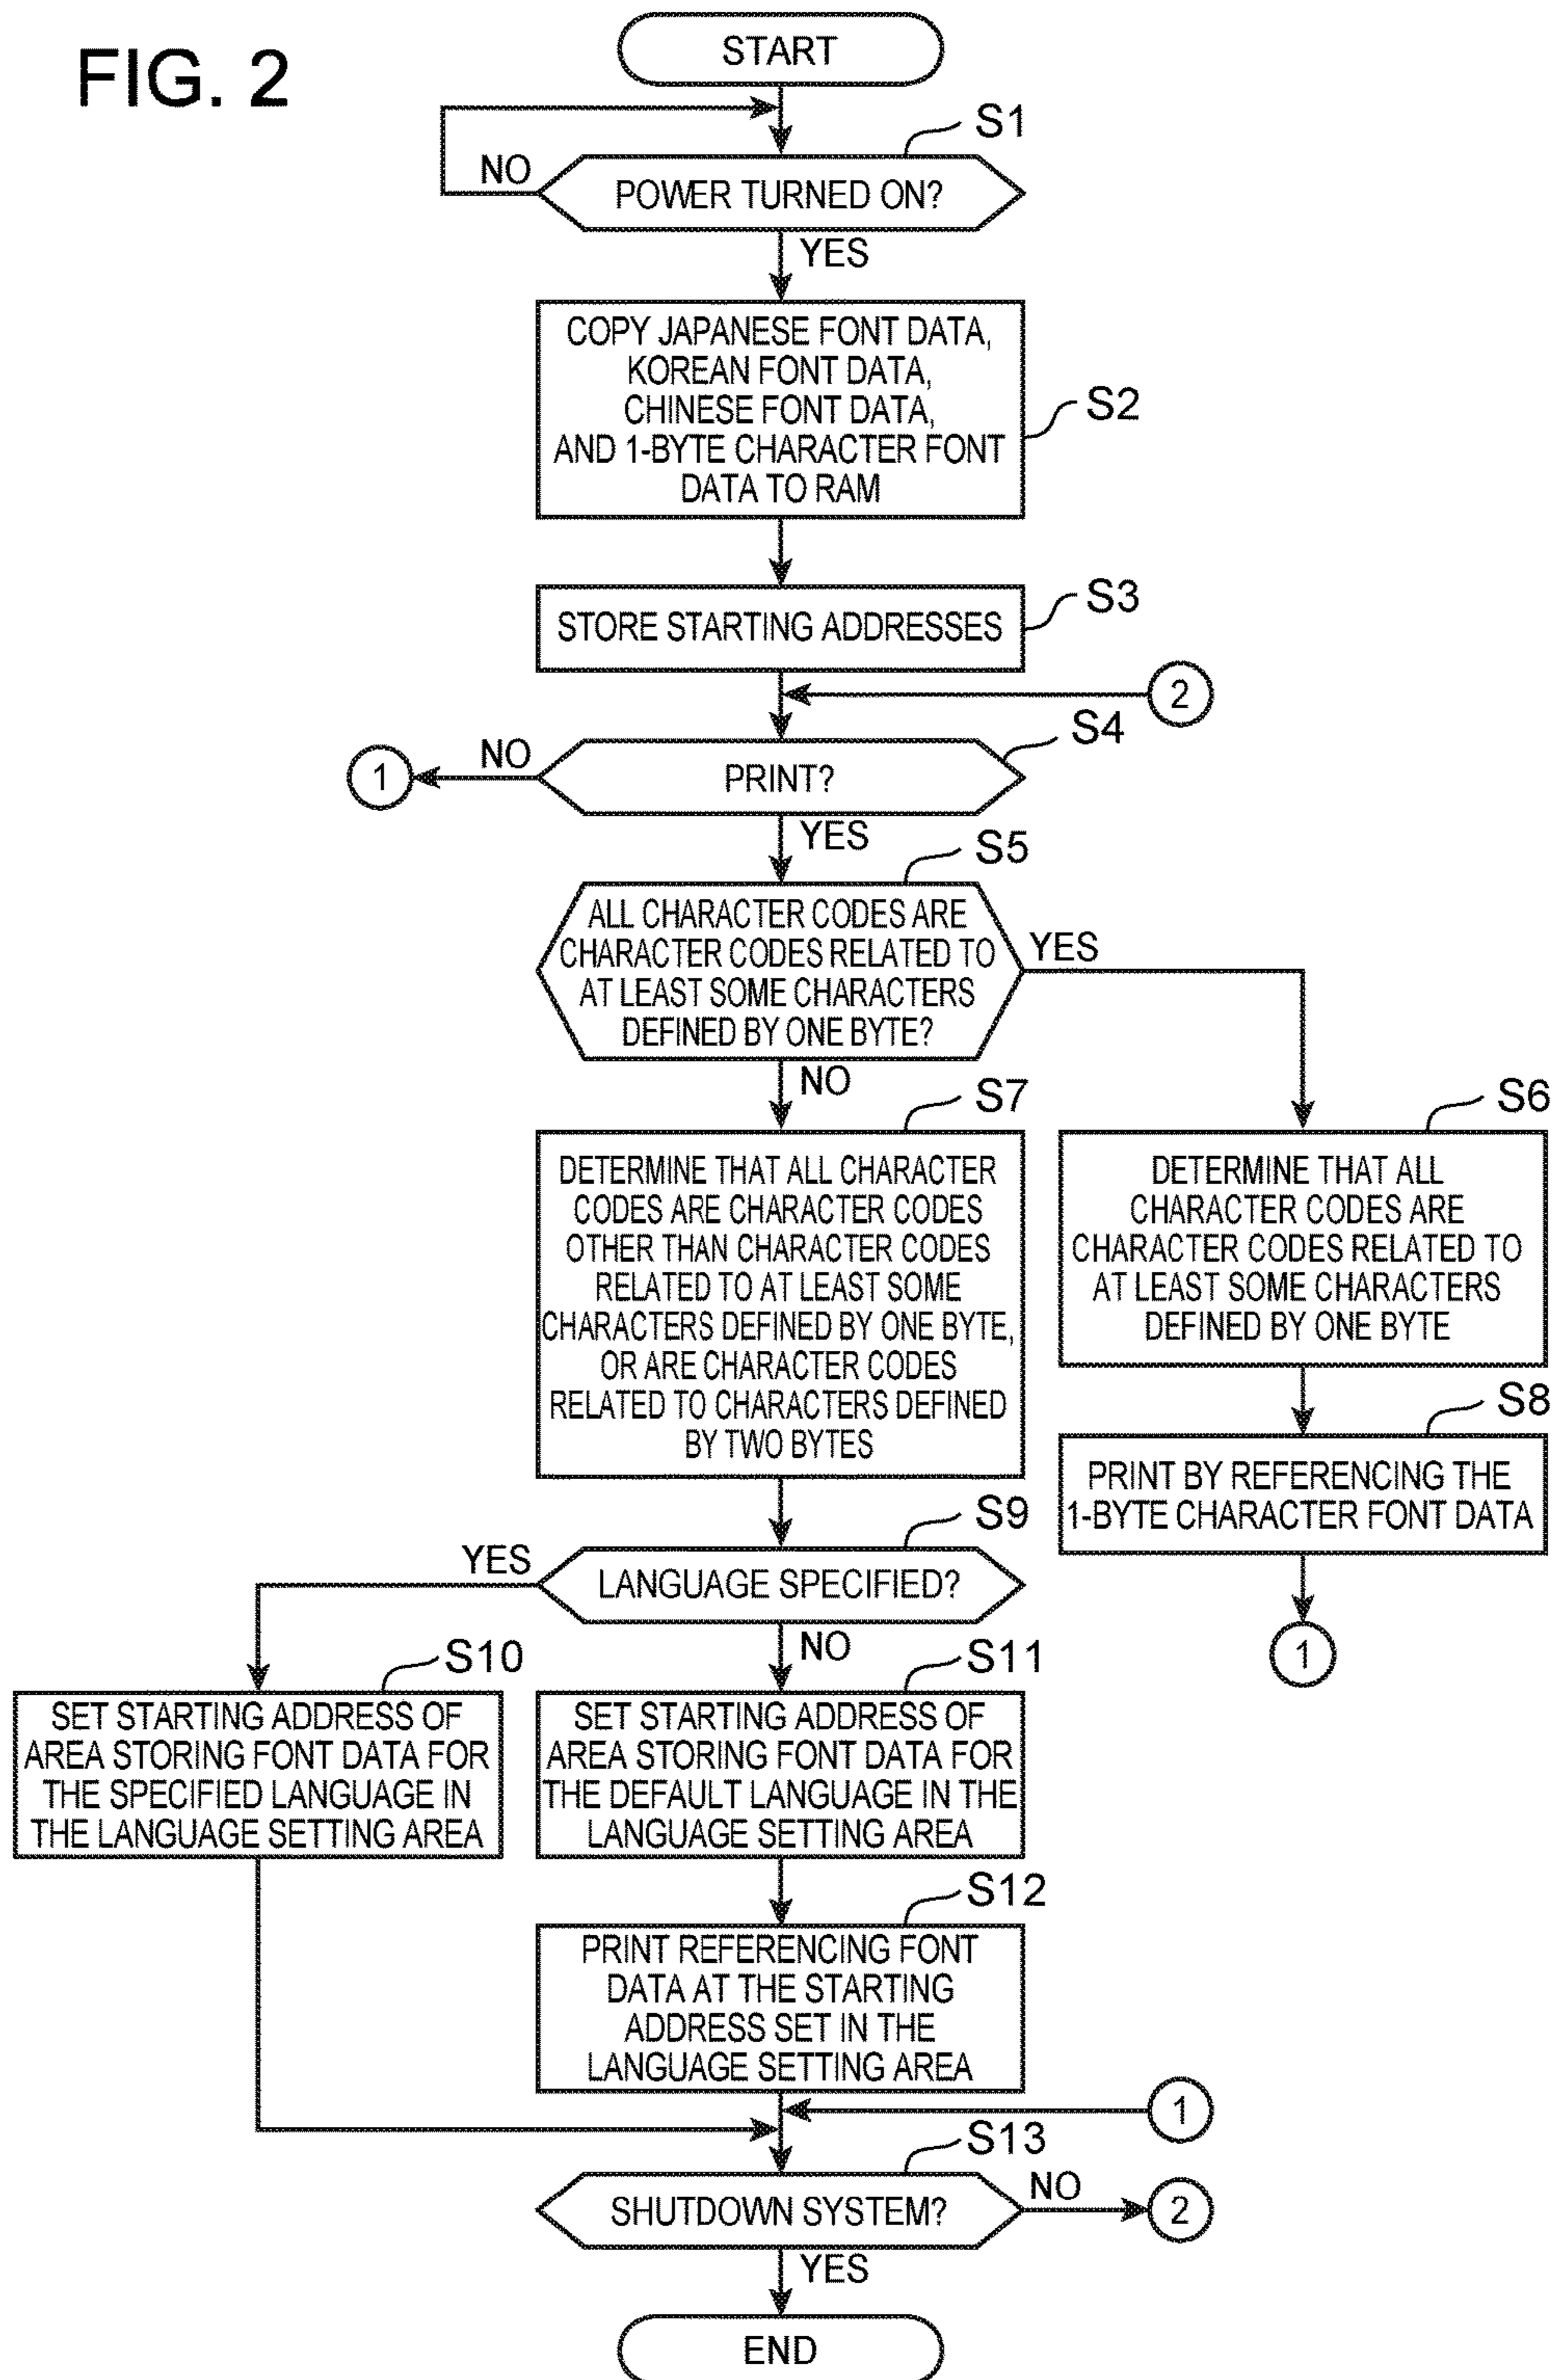 FIG. 2
START
S1
NO
POWER TURNED ON?
YES
COPY JAPANESE FONT DATA,
KOREAN FONT DATA,
CHINESE FONT DATA,
AND 1-BYTE CHARACTER FONT
DATA TO RAM
S2
STORE STARTING ADDRESSES
S3
2
S4
1
NO
PRINT?
YES
S5
ALL CHARACTER CODES ARE
CHARACTER CODES RELATED TO
AT LEAST SOME CHARACTERS
DEFINED BY ONE BYTE?
YES
NO
S7
DETERMINE THAT ALL CHARACTER
CODES ARE CHARACTER CODES
OTHER THAN CHARACTER CODES
RELATED TO AT LEAST SOME
CHARACTERS DEFINED BY ONE BYTE,
OR ARE CHARACTER CODES
RELATED TO CHARACTERS DEFINED
BY TWO BYTES
S6
DETERMINE THAT ALL
CHARACTER CODES ARE
CHARACTER CODES RELATED TO
AT LEAST SOME CHARACTERS
DEFINED BY ONE BYTE
S8
PRINT BY REFERENCING THE
1-BYTE CHARACTER FONT DATA
1
S9
YES
LANGUAGE SPECIFIED?
NO
S10
SET STARTING ADDRESS OF
AREA STORING FONT DATA FOR
THE SPECIFIED LANGUAGE IN
THE LANGUAGE SETTING AREA
S11
SET STARTING ADDRESS OF
AREA STORING FONT DATA FOR
THE DEFAULT LANGUAGE IN THE
LANGUAGE SETTING AREA
S12
PRINT REFERENCING FONT
DATA AT THE STARTING
ADDRESS SET IN THE
LANGUAGE SETTING AREA
1
S13
SHUTDOWN SYSTEM?
NO
2
YES
END